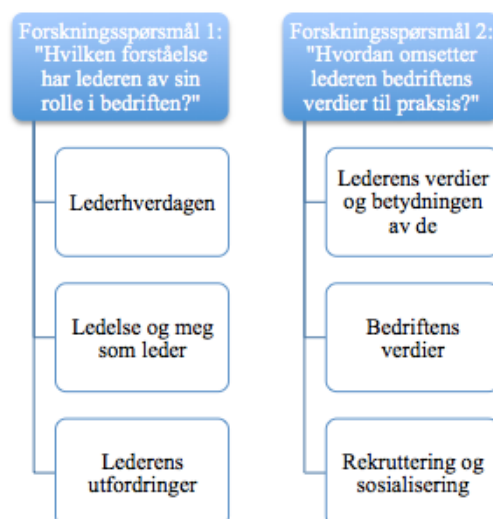 Forskningsspørsmål 1:
"Hvilken forståelse
har lederen av sin
rolle i bedriften?"
Lederhverdagen
Ledelse og meg
som leder
Lederens
utfordringer
Forskningsspørsmål 2:
"Hvordan omsetter
lederen bedriftens
verdier til praksis?"
Lederens verdier
og betydningen
av de
Bedriftens
verdier
Rekruttering og
sosialisering